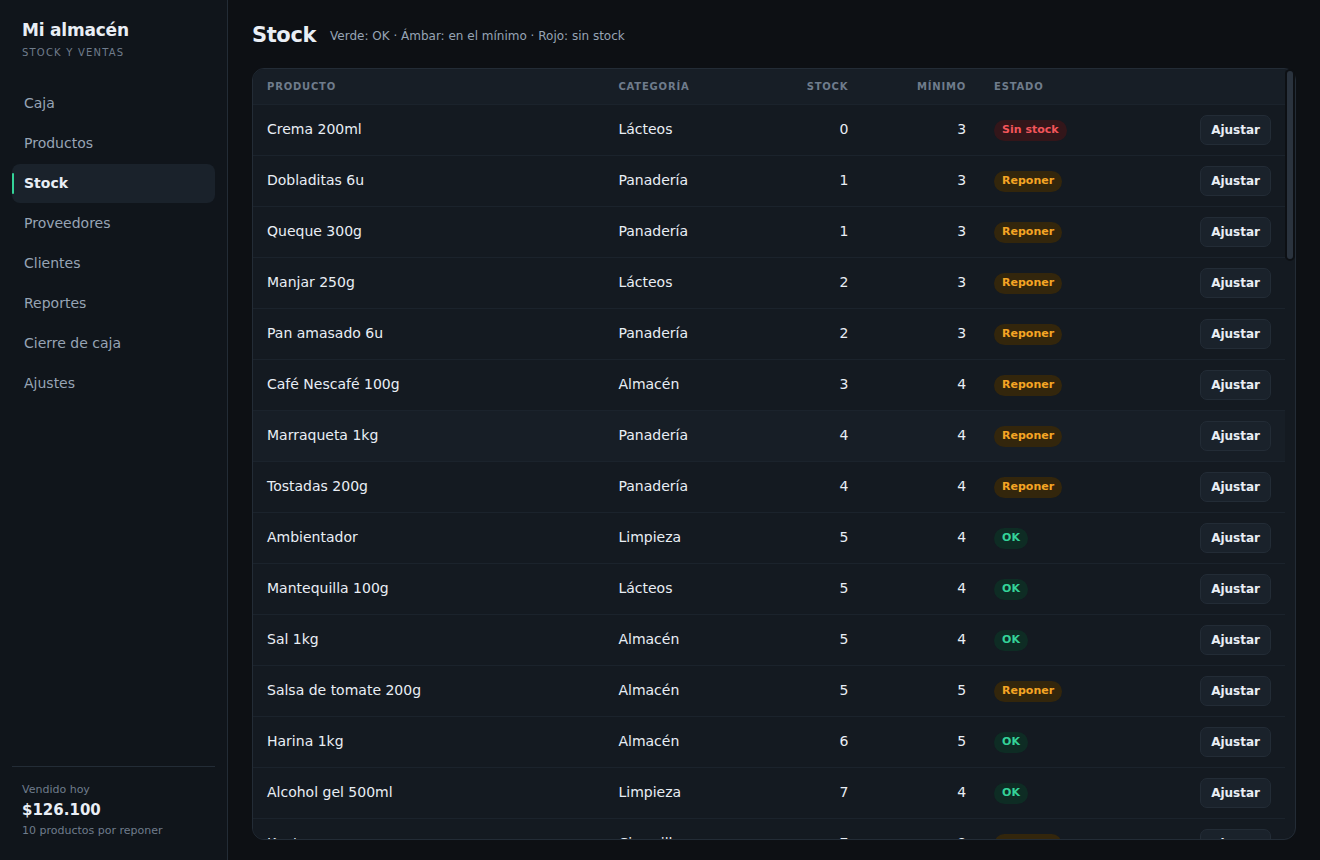 Mi almacén
STOCK Y VENTAS
Caja
Productos
Stock
Proveedores
Clientes
Reportes
Cierre de caja
Ajustes
Vendido hoy
$126.100
10 productos por reponer
Stock Verde: OK · Ámbar: en el mínimo · Rojo: sin stock
PRODUCTO CATEGORÍA STOCK MÍNIMO ESTADO
Crema 200ml Lácteos 0 3 Sin stock Ajustar
Dobladitas 6u Panadería 1 3 Reponer Ajustar
Queque 300g Panadería 1 3 Reponer Ajustar
Manjar 250g Lácteos 2 3 Reponer Ajustar
Pan amasado 6u Panadería 2 3 Reponer Ajustar
Café Nescafé 100g Almacén 3 4 Reponer Ajustar
Marraqueta 1kg Panadería 4 4 Reponer Ajustar
Tostadas 200g Panadería 4 4 Reponer Ajustar
Ambientador Limpieza 5 4 OK Ajustar
Mantequilla 100g Lácteos 5 4 OK Ajustar
Sal 1kg Almacén 5 4 OK Ajustar
Salsa de tomate 200g Almacén 5 5 Reponer Ajustar
Harina 1kg Almacén 6 5 OK Ajustar
Alcohol gel 500ml Limpieza 7 4 OK Ajustar